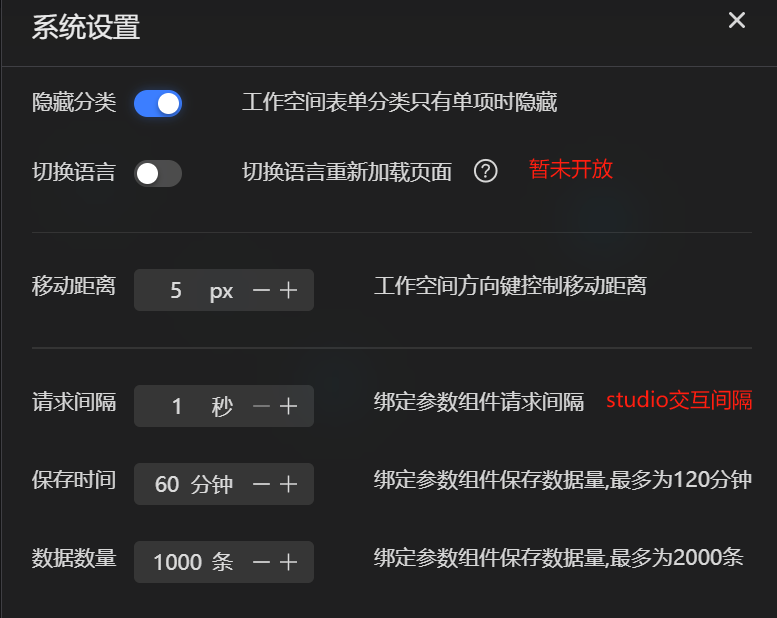 系统设置
隐藏分类 工作空间表单分类只有单项时隐藏
切换语言 切换语言重新加载页面 ? 暂未开放
移动距离 5 px 工作空间方向键控制移动距离
请求间隔 1 秒 绑定参数组件请求间隔 studio交互间隔
保存时间 60 分钟 绑定参数组件保存数据量,最多为120分钟
数据数量 1000 条 绑定参数组件保存数据量,最多为2000条